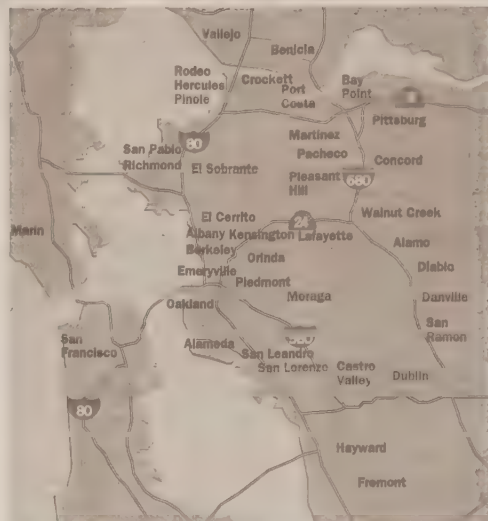 Vallejo
Benicia
Rodeo
Hercules
Pinole
Crockett
Port
Costa
Bay
Point
Pittsburg
Martinez
Pacheco
Concord
80
San Pablo
Richmond
El Sobrante
Pleasant
Hill
680
El Cerrito
24
Walnut Creek
Marin
Albany
Kensington
Lafayette
Berkeley
Orinda
Alamo
Emeryville
Piedmont
Diablo
Oakland
Moraga
Danville
San
Francisco
Alameda
San
Ramon
San Leandro
San Lorenzo
Castro
Valley
Dublin
80
Hayward
Fremont